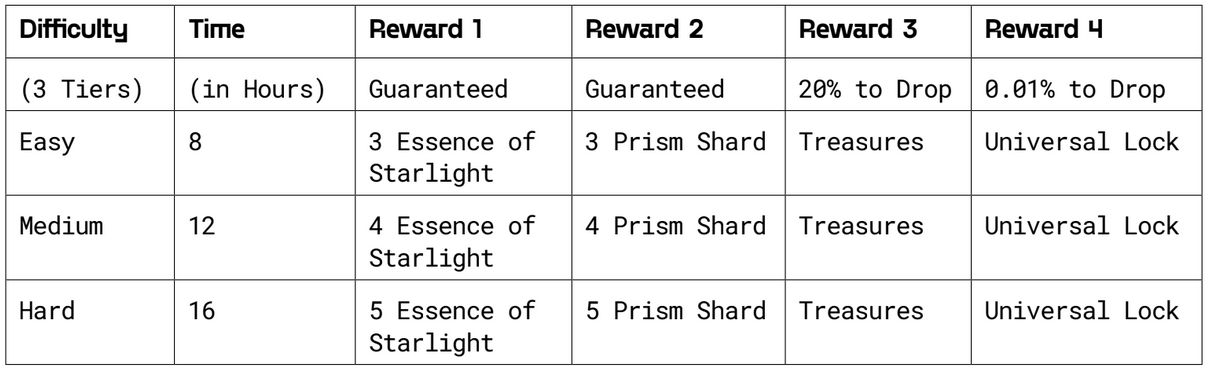 Difficulty Time Reward 1 Reward 2 Reward 3 Reward 4
(3 Tiers) (in Hours) Guaranteed Guaranteed 20% to Drop 0.01% to Drop
Easy 8 3 Essence of 3 Prism Shard Treasures Universal Lock
Starlight
Medium 12 4 Essence of 4 Prism Shard Treasures Universal Lock
Starlight
Hard 16 5 Essence of 5 Prism Shard Treasures Universal Lock
Starlight